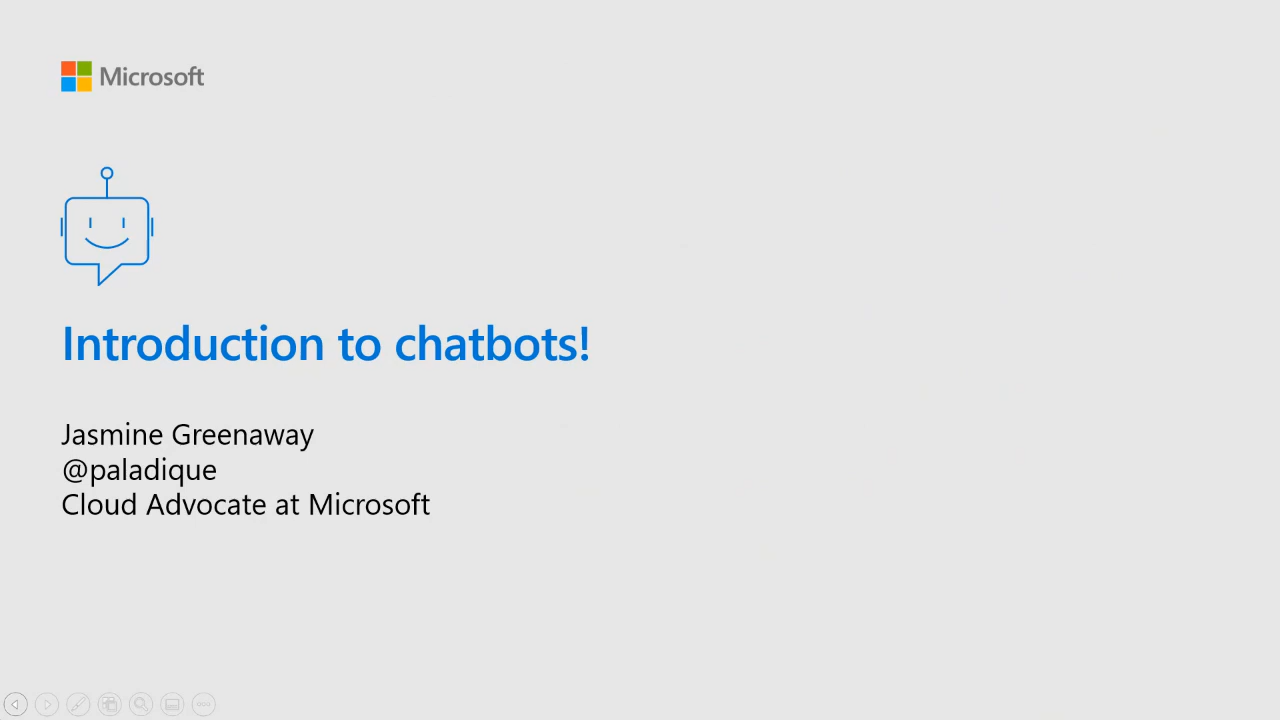 Microsoft
Introduction to chatbots!
Jasmine Greenaway
@paladique
Cloud Advocate at Microsoft